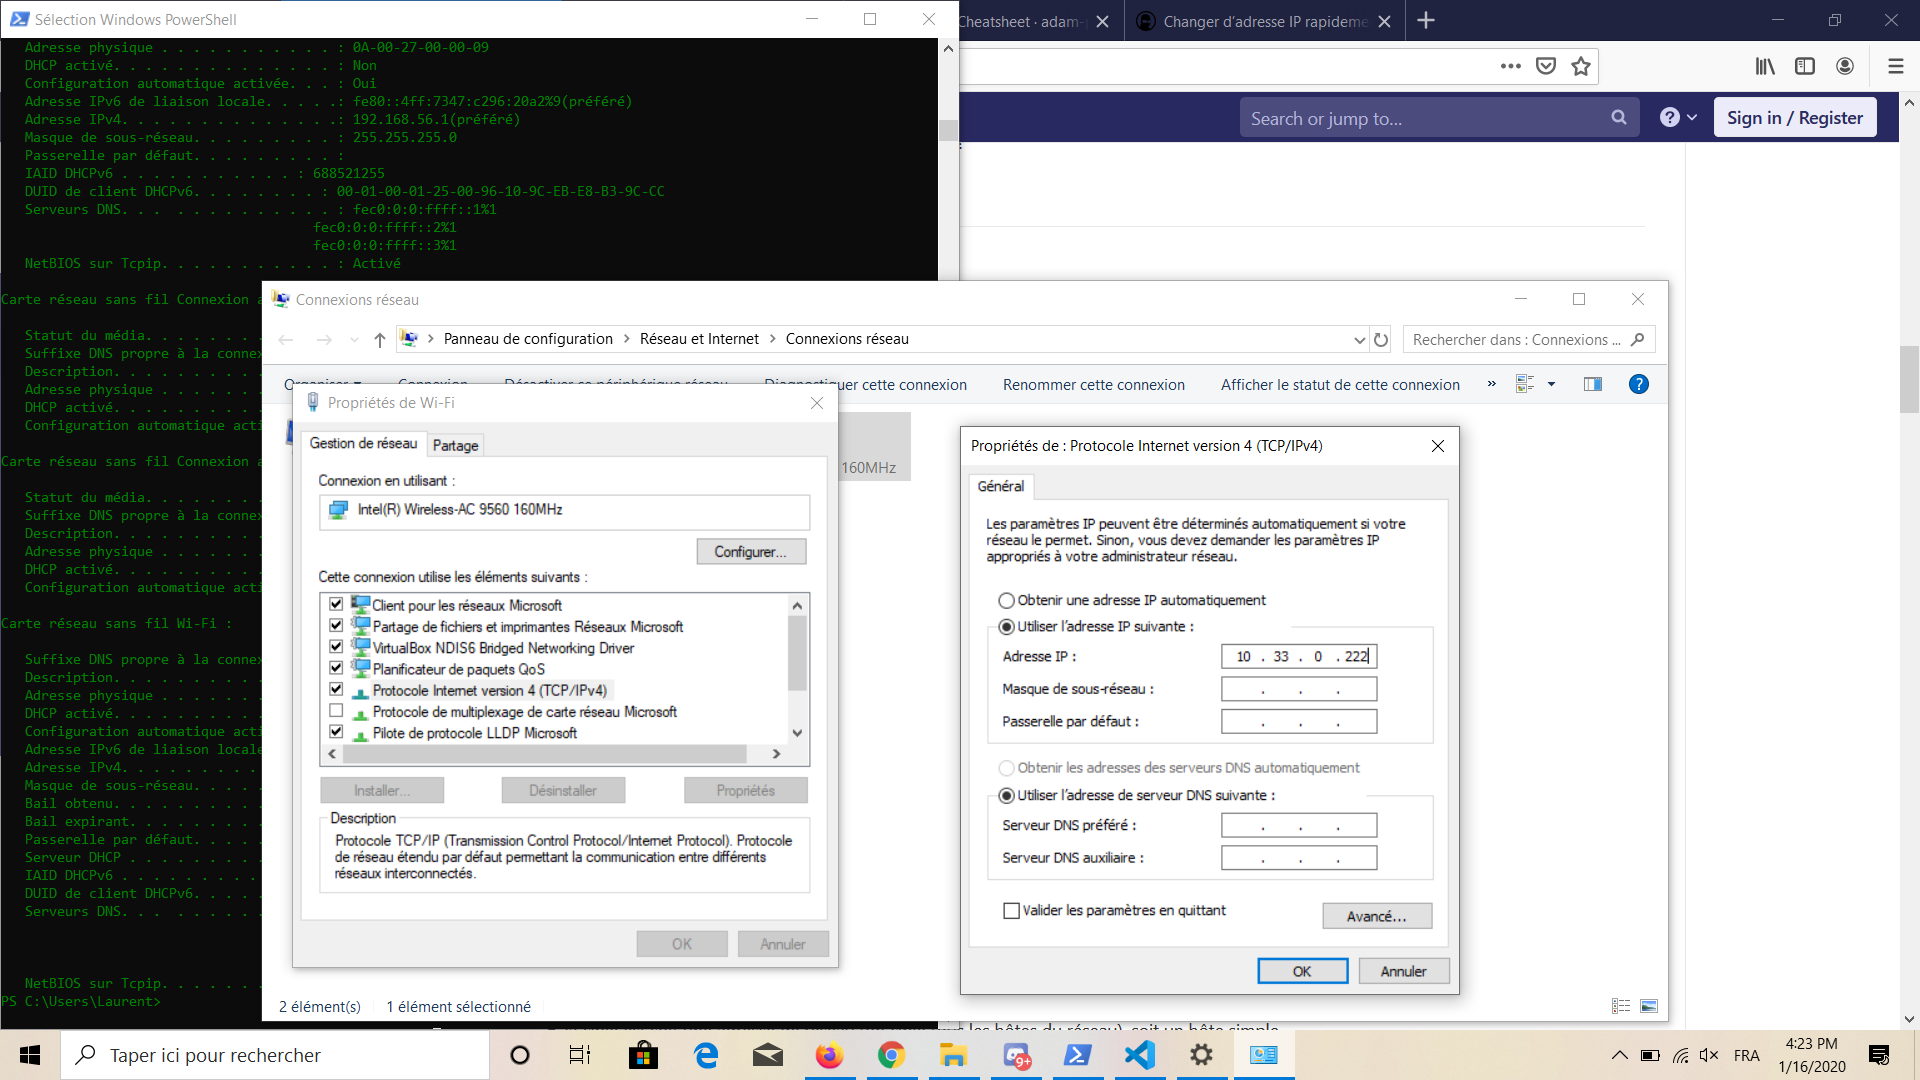 Sélection Windows PowerShell
Cheatsheet · adam-
Changer d'adresse IP rapideme
Adresse physique . . . . . . . . . . . : 0A-00-27-00-00-09
DHCP activé. . . . . . . . . . . . . . : Non
Configuration automatique activée. . . : Oui
Adresse IPv6 de liaison locale. . . . .: fe80::4ff:7347:c296:20a2%9(préféré)
Adresse IPv4. . . . . . . . . . . . . .: 192.168.56.1(préféré)
Masque de sous-réseau. . . . . . . . . : 255.255.255.0
Passerelle par défaut. . . . . . . . . :
IAID DHCPv6 . . . . . . . . . . . : 688521255
DUID de client DHCPv6. . . . . . . . : 00-01-00-01-25-00-96-10-9C-EB-E8-B3-9C-CC
Serveurs DNS. . . . . . . . . . . . . : fec0:0:0:ffff::1%1
fec0:0:0:ffff::2%1
fec0:0:0:ffff::3%1
NetBIOS sur Tcpip. . . . . . . . . . . : Activé
Search or jump to...
Sign in / Register
Carte réseau sans fil Connexion a
Statut du média. . . . . . . .
Suffixe DNS propre à la connex
Description. . . . . . . . . .
Adresse physique . . . . . . .
DHCP activé. . . . . . . . . .
Configuration automatique acti
Carte réseau sans fil Connexion a
Statut du média. . . . . . . .
Suffixe DNS propre à la connex
Description. . . . . . . . . .
Adresse physique . . . . . . .
DHCP activé. . . . . . . . . .
Configuration automatique acti
Carte réseau sans fil Wi-Fi :
Suffixe DNS propre à la connex
Description. . . . . . . . . .
Adresse physique . . . . . . .
DHCP activé. . . . . . . . . .
Configuration automatique acti
Adresse IPv6 de liaison locale
Adresse IPv4. . . . . . . . . .
Masque de sous-réseau. . . . .
Bail obtenu. . . . . . . . . .
Bail expirant. . . . . . . . .
Passerelle par défaut. . . . .
Serveur DHCP . . . . . . . . .
IAID DHCPv6 . . . . . . . . .
DUID de client DHCPv6. . . . .
Serveurs DNS. . . . . . . . .
NetBIOS sur Tcpip. . . . . . .
PS C:\Users\Laurent>
Connexions réseau
Panneau de configuration > Réseau et Internet > Connexions réseau
Rechercher dans : Connexions ...
Organiser
Connexion
Désactiver ce périphérique réseau
Diagnostiquer cette connexion
Renommer cette connexion
Afficher le statut de cette connexion
»
160MHz
Propriétés de Wi-Fi
Gestion de réseau
Partage
Connexion en utilisant :
Intel(R) Wireless-AC 9560 160MHz
Configurer...
Cette connexion utilise les éléments suivants :
Client pour les réseaux Microsoft
Partage de fichiers et imprimantes Réseaux Microsoft
VirtualBox NDIS6 Bridged Networking Driver
Planificateur de paquets QoS
Protocole Internet version 4 (TCP/IPv4)
Protocole de multiplexage de carte réseau Microsoft
Pilote de protocole LLDP Microsoft
Installer...
Désinstaller
Propriétés
Description
Protocole TCP/IP (Transmission Control Protocol/Internet Protocol). Protocole
de réseau étendu par défaut permettant la communication entre différents
réseaux interconnectés.
OK
Annuler
Propriétés de : Protocole Internet version 4 (TCP/IPv4)
Général
Les paramètres IP peuvent être déterminés automatiquement si votre
réseau le permet. Sinon, vous devez demander les paramètres IP
appropriés à votre administrateur réseau.
Obtenir une adresse IP automatiquement
Utiliser l'adresse IP suivante :
Adresse IP : 10 . 33 . 0 . 222
Masque de sous-réseau : . . .
Passerelle par défaut : . . .
Obtenir les adresses des serveurs DNS automatiquement
Utiliser l'adresse de serveur DNS suivante :
Serveur DNS préféré : . . .
Serveur DNS auxiliaire : . . .
Valider les paramètres en quittant
Avancé...
OK
Annuler
2 élément(s)
1 élément sélectionné
les hôtes du réseau), soit un hôte simple
Taper ici pour rechercher
9+
FRA
4:23 PM
1/16/2020